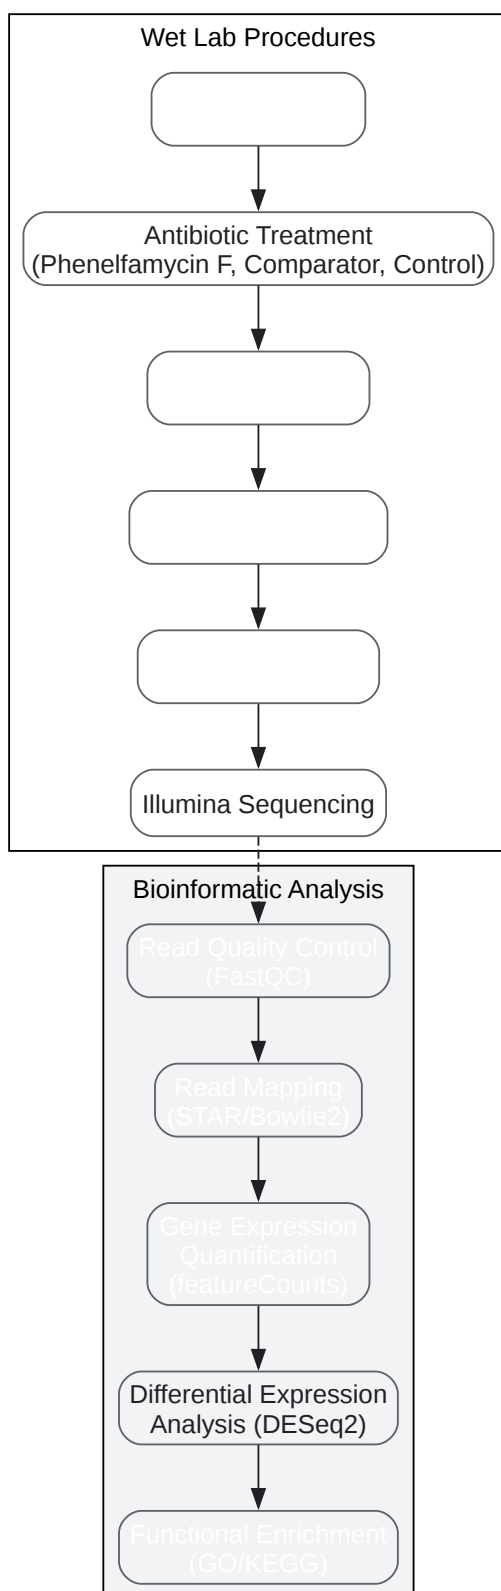 Wet Lab Procedures
Antibiotic Treatment
(Phenelfamycin F, Comparator, Control)
Illumina Sequencing
Bioinformatic Analysis
Read Quality Control
(FastQC)
Read Mapping
(STAR/Bowtie2)
Gene Expression
Quantification
(featureCounts)
Differential Expression
Analysis (DESeq2)
Functional Enrichment
(GO/KEGG)